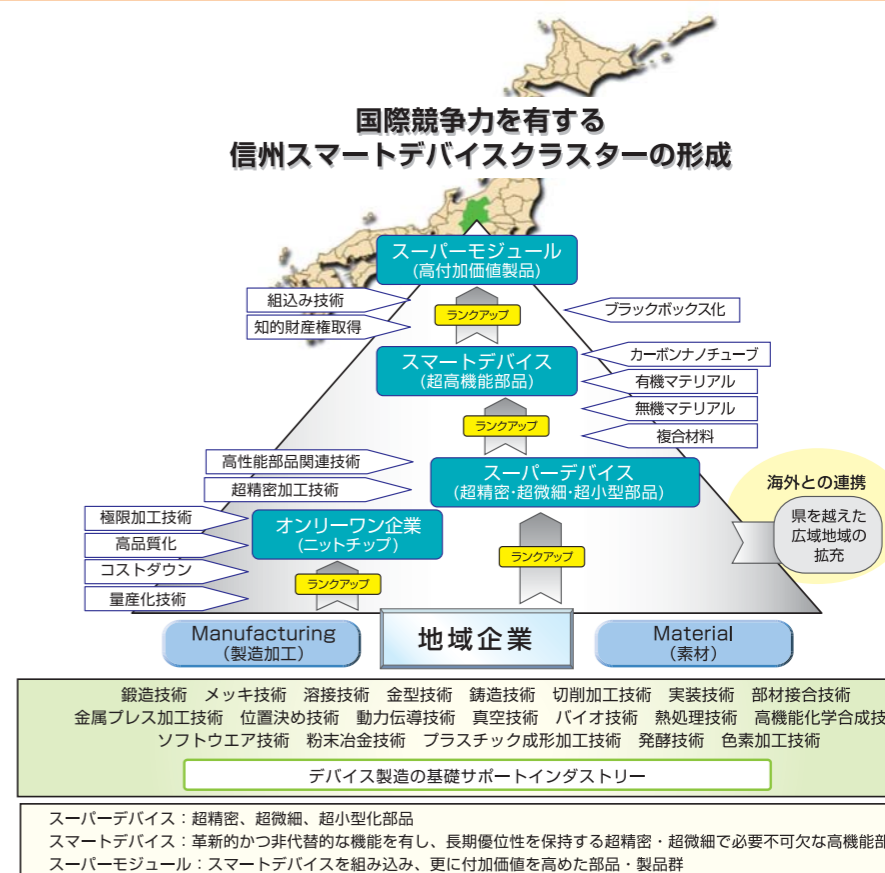 国際競争力を有する
信州スマートデバイスクラスターの形成
スーパーモジュール
(高付加価値製品)
組込み技術
知的財産権取得
ランクアップ
ブラックボックス化
スマートデバイス
(超高機能部品)
カーボンナノチューブ
有機マテリアル
無機マテリアル
複合材料
ランクアップ
高性能部品関連技術
超精密加工技術
スーパーデバイス
(超精密・超微細・超小型部品)
海外との連携
県を越えた
広域地域の
拡充
極限加工技術
高品質化
コストダウン
量産化技術
オンリーワン企業
(ニットチップ)
ランクアップ
ランクアップ
Manufacturing
(製造加工)
地域企業
Material
(素材)
鍛造技術 メッキ技術 溶接技術 金型技術 鋳造技術 切削加工技術 実装技術 部材接合技術
金属プレス加工技術 位置決め技術 動力伝導技術 真空技術 バイオ技術 熱処理技術 高機能化学合成技
ソフトウエア技術 粉末冶金技術 プラスチック成形加工技術 発酵技術 色素加工技術
デバイス製造の基礎サポートインダストリー
スーパーデバイス：超精密、超微細、超小型化部品
スマートデバイス：革新的かつ非代替的な機能を有し、長期優位性を保持する超精密・超微細で必要不可欠な高機能部
スーパーモジュール：スマートデバイスを組み込み、更に付加価値を高めた部品・製品群